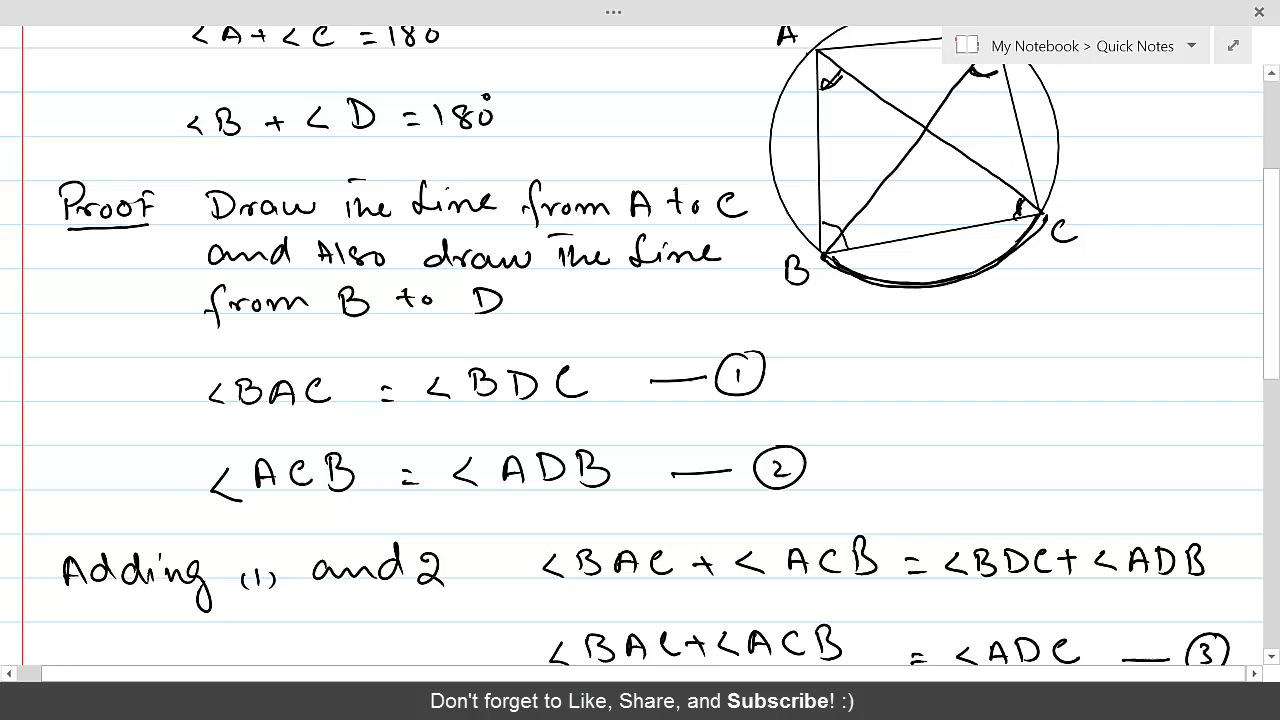 ∠A + ∠C = 180
A
My Notebook > Quick Notes
∠B + ∠D = 180°
Proof Draw the Line from A to C
and Also draw the Line
from B to D
C
B
∠BAC = ∠BDC — ①
∠ACB = ∠ADB — ②
Adding (1) and 2 ∠BAC + ∠ACB = ∠BDC + ∠ADB
∠BAC + ∠ACB = ∠ADC — ③
Don't forget to Like, Share, and Subscribe! :)